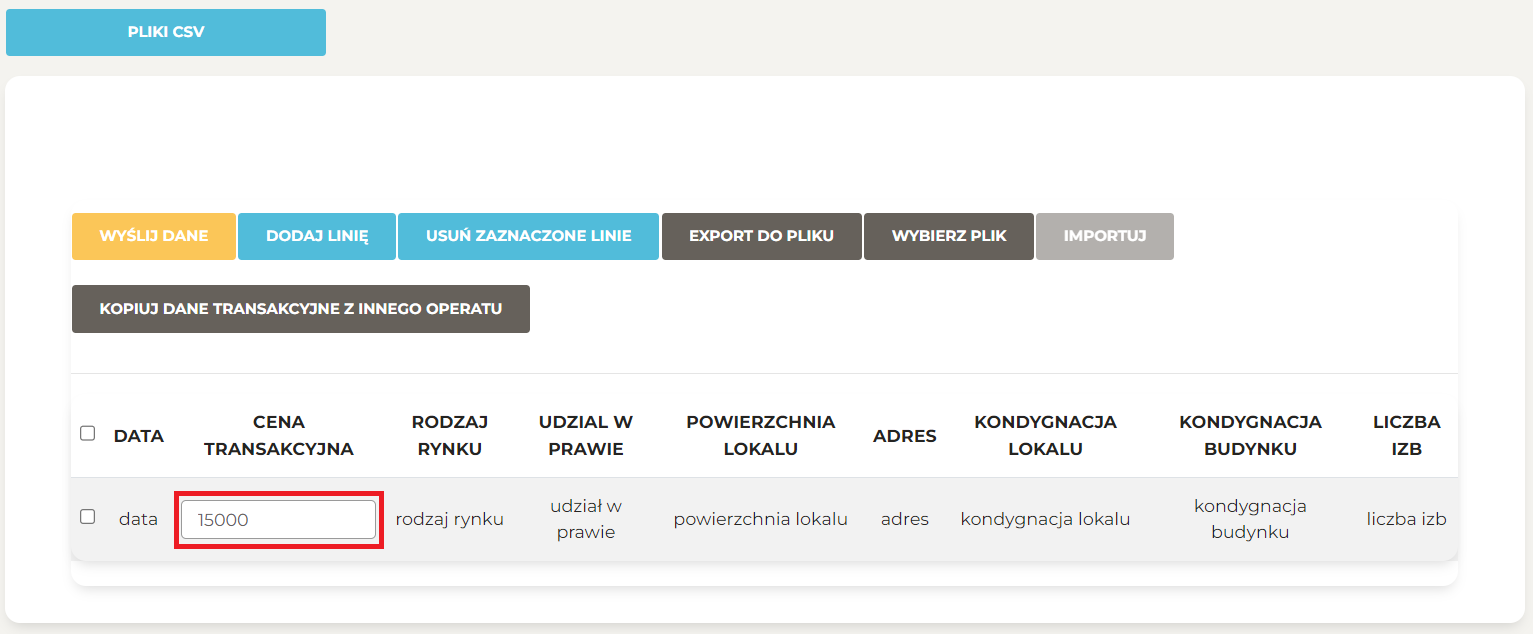 PLIKI CSV
WYŚLIJ DANE DODAJ LINIĘ USUŃ ZAZNACZONE LINIE EXPORT DO PLIKU WYBIERZ PLIK IMPORTUJ
KOPIUJ DANE TRANSAKCYJNE Z INNEGO OPERATU
DATA
CENA
TRANSAKCYJNA
RODZAJ
RYNKU
UDZIAL W
PRAWIE
POWIERZCHNIA
LOKALU
ADRES
KONDYGNACJA
LOKALU
KONDYGNACJA
BUDYNKU
LICZBA
IZB
data
15000
rodzaj rynku
udział w
prawie
powierzchnia lokalu
adres
kondygnacja lokalu
kondygnacja
budynku
liczba izb